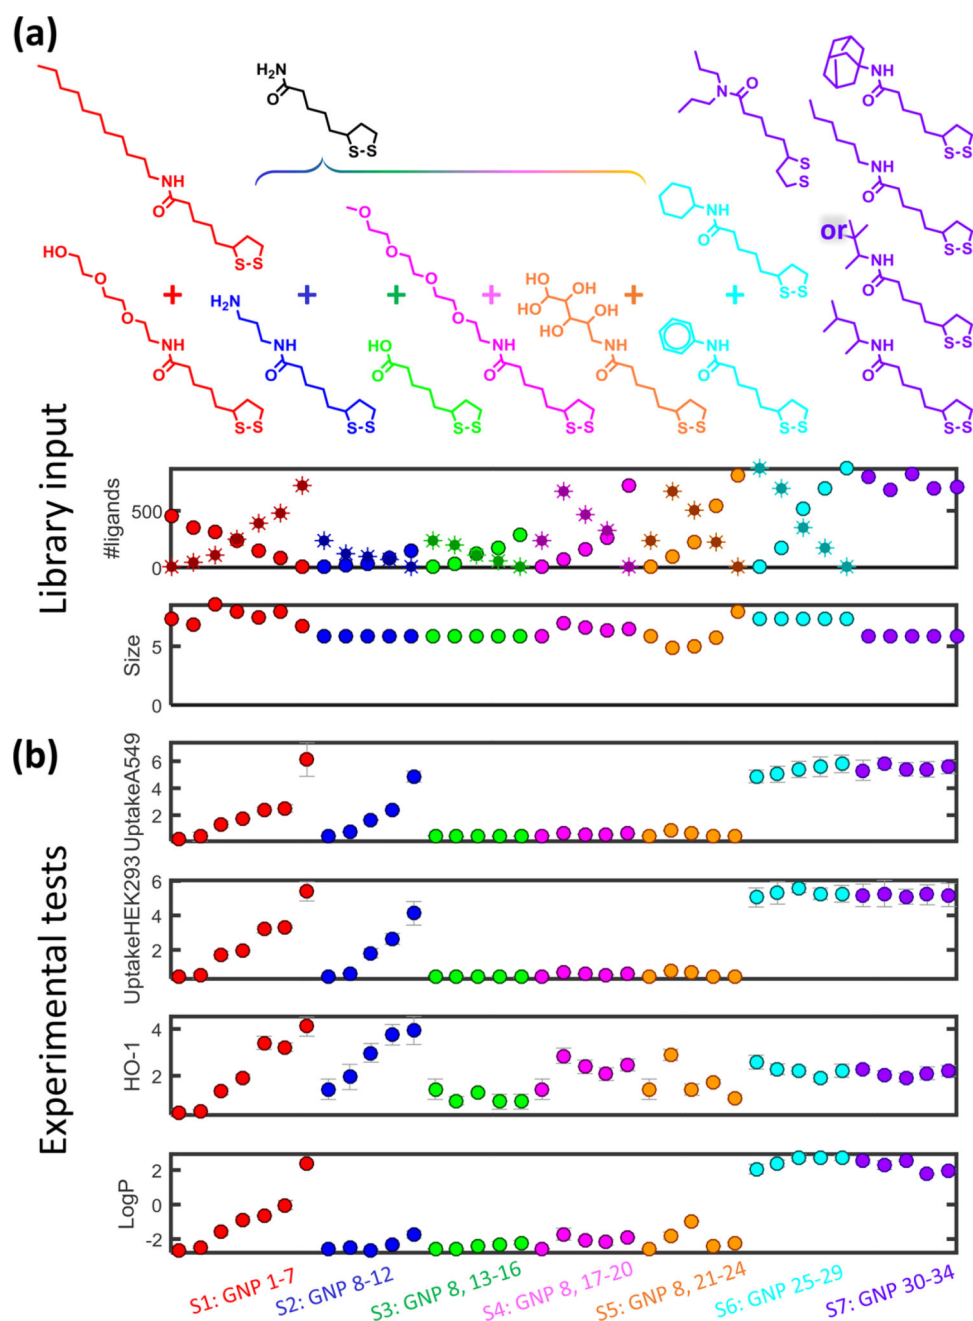 (a)
H₂N
O
S-S
NH
O
S-S
HO
O
O
NH
O
S-S
+
H₂N
NH
O
S-S
+
HO
O
S-S
+
O
O
O
O
NH
O
S-S
+
HO
OH
OH
HO
NH
O
S-S
+
NH
O
S-S
+
NH
O
S-S
N
O
S
S
NH
O
S-S
NH
O
S-S
or
NH
O
S-S
NH
O
S-S
Library input
#ligands
500
0
Size
5
0
(b)
Experimental tests
UptakeA549
6
4
2
UptakeHEK293
6
4
2
HO-1
4
2
LogP
2
0
-2
S1: GNP 1-7
S2: GNP 8-12
S3: GNP 8, 13-16
S4: GNP 8, 17-20
S5: GNP 8, 21-24
S6: GNP 25-29
S7: GNP 30-34